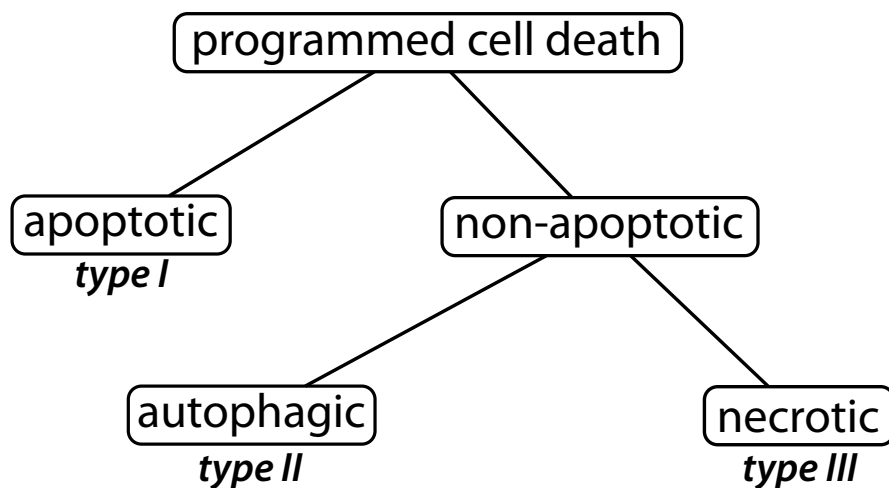 programmed cell death
apoptotic
type I
non-apoptotic
autophagic
type II
necrotic
type III